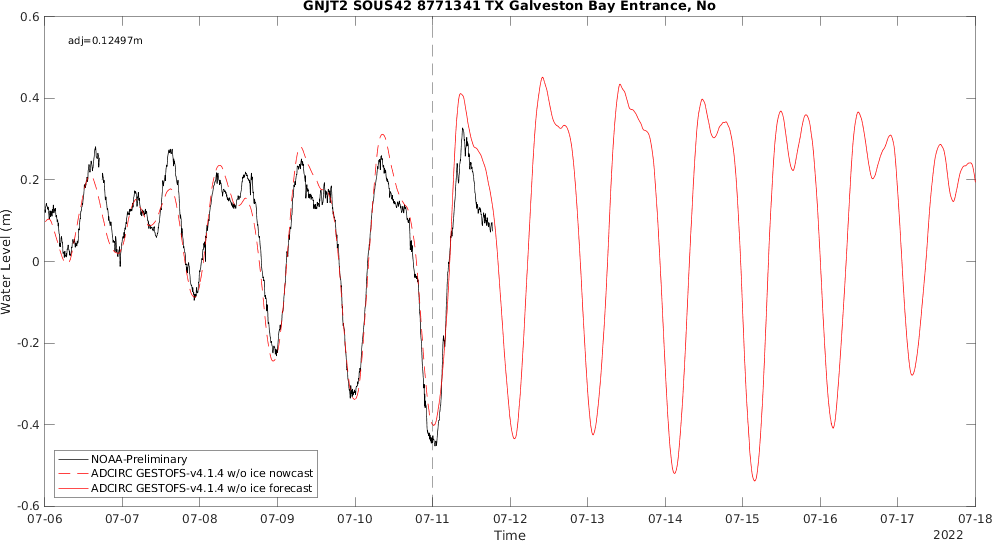 GNJT2 SOUS42 8771341 TX Galveston Bay Entrance, No
adj=0.12497m
0.6
0.4
0.2
0
-0.2
-0.4
-0.6
Water Level (m)
NOAA-Preliminary
ADCIRC GESTOFS-v4.1.4 w/o ice nowcast
ADCIRC GESTOFS-v4.1.4 w/o ice forecast
07-06 07-07 07-08 07-09 07-10 07-11 07-12 07-13 07-14 07-15 07-16 07-17 07-18
Time
2022